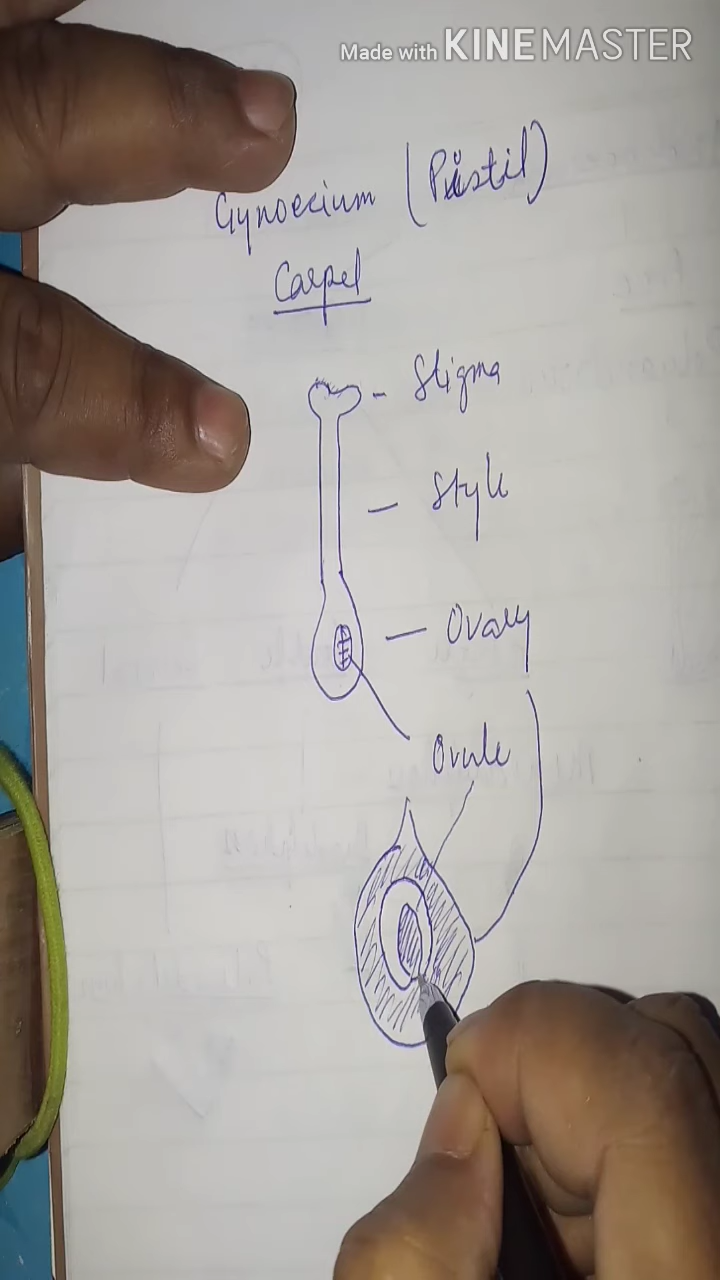 Made with KINEMASTER
Gynoecium (Pistil)
Carpel
- Stigma
- Style
- Ovary
Ovule